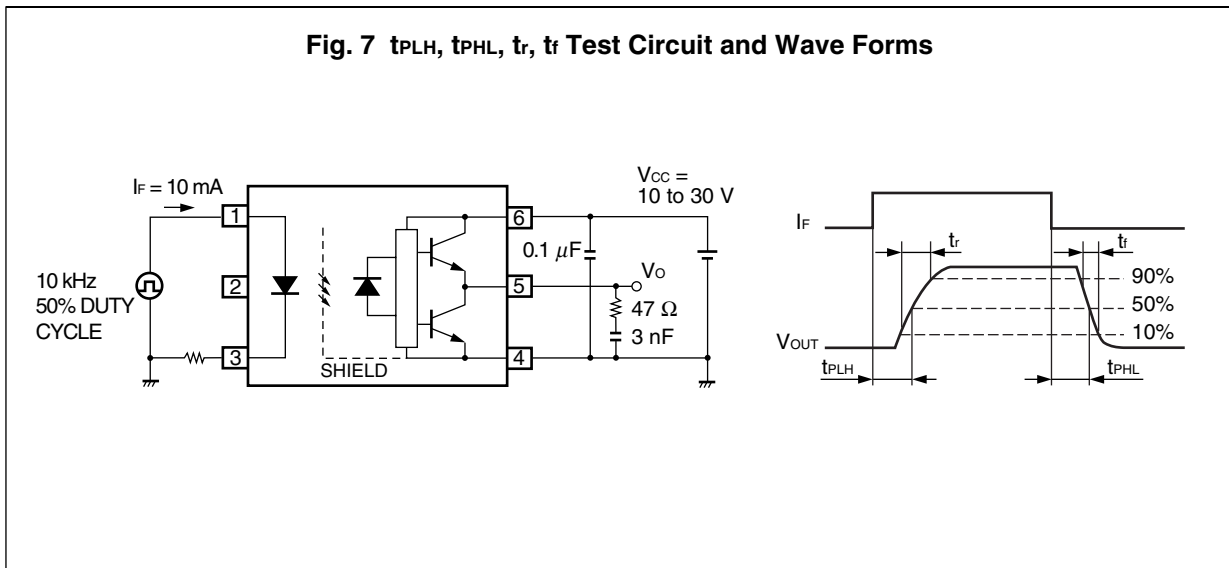 Fig. 7 tPLH, tPHL, tr, tf Test Circuit and Wave Forms
IF = 10 mA
VCC =
10 to 30 V
1
2
3
6
5
4
10 kHz
50% DUTY
CYCLE
SHIELD
0.1 μF
VO
47 Ω
3 nF
IF
tr
tf
90%
50%
10%
VOUT
tPLH
tPHL